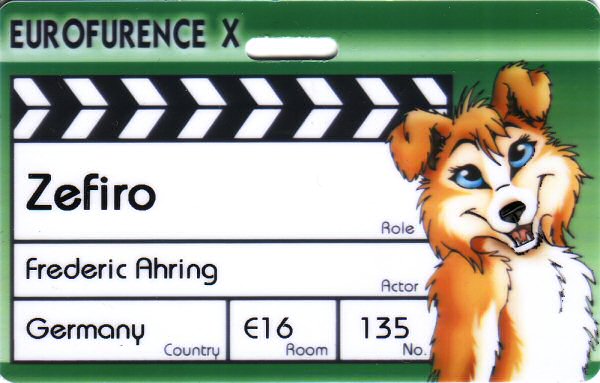 EUROFURENCE X
Zefiro
Role
Frederic Ahring
Actor
Germany
Country
E16
Room
135
No.